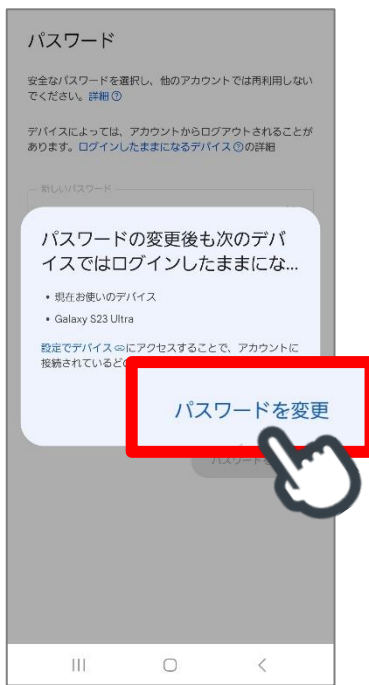 パスワード
安全なパスワードを選択し、他のアカウントでは再利用しない
でください。詳細
デバイスによっては、アカウントからログアウトされることが
あります。ログインしたままになるデバイスの詳細
新しいパスワード
パスワードの変更後も次のデバ
イスではログインしたままにな...
• 現在お使いのデバイス
• Galaxy S23 Ultra
設定でデバイスにアクセスすることで、アカウントに
接続されているど
パスワードを変更
パスワードを